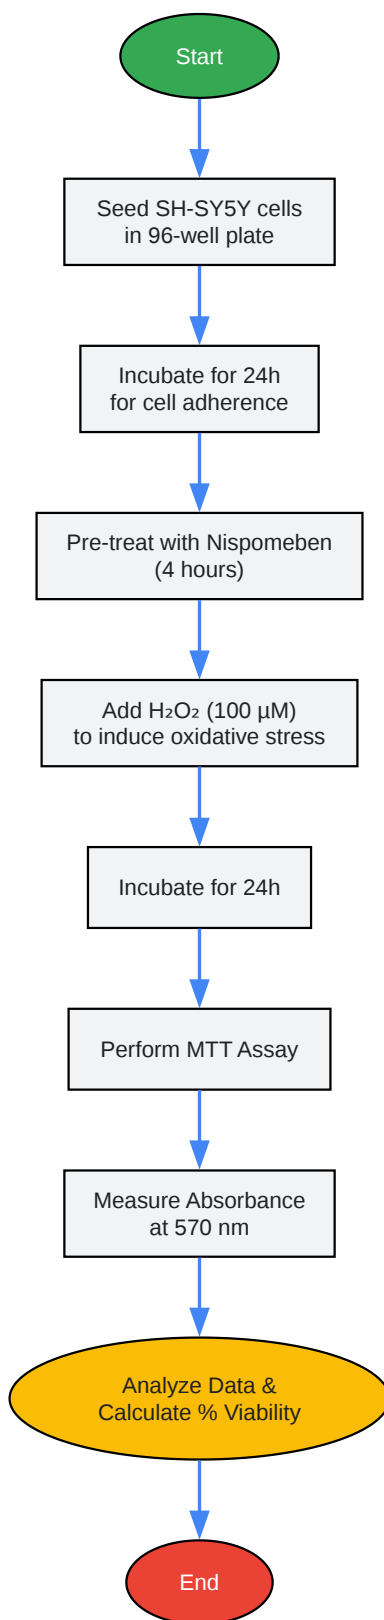 Start
Seed SH-SY5Y cells
in 96-well plate
Incubate for 24h
for cell adherence
Pre-treat with Nispomeben
(4 hours)
Add H₂O₂ (100 µM)
to induce oxidative stress
Incubate for 24h
Perform MTT Assay
Measure Absorbance
at 570 nm
Analyze Data &
Calculate % Viability
End